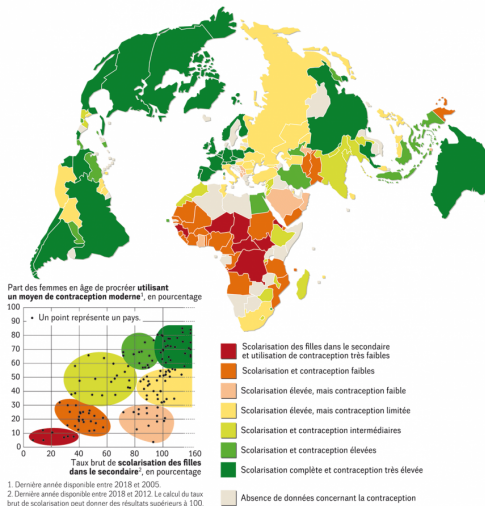 Part des femmes en âge de procréer utilisant
un moyen de contraception moderne¹, en pourcentage
100
90
80
70
60
50
40
30
20
10
0
• Un point représente un pays.
0
20
40
60
80
100
160
Taux brut de scolarisation des filles
dans le secondaire², en pourcentage
1. Dernière année disponible entre 2018 et 2005.
2. Dernière année disponible entre 2018 et 2012. Le calcul du taux
brut de scolarisation peut donner des résultats supérieurs à 100.
Scolarisation des filles dans le secondaire
et utilisation de contraception très faibles
Scolarisation et contraception faibles
Scolarisation élevée, mais contraception faible
Scolarisation élevée, mais contraception limitée
Scolarisation et contraception intermédiaires
Scolarisation et contraception élevées
Scolarisation complète et contraception très élevée
Absence de données concernant la contraception